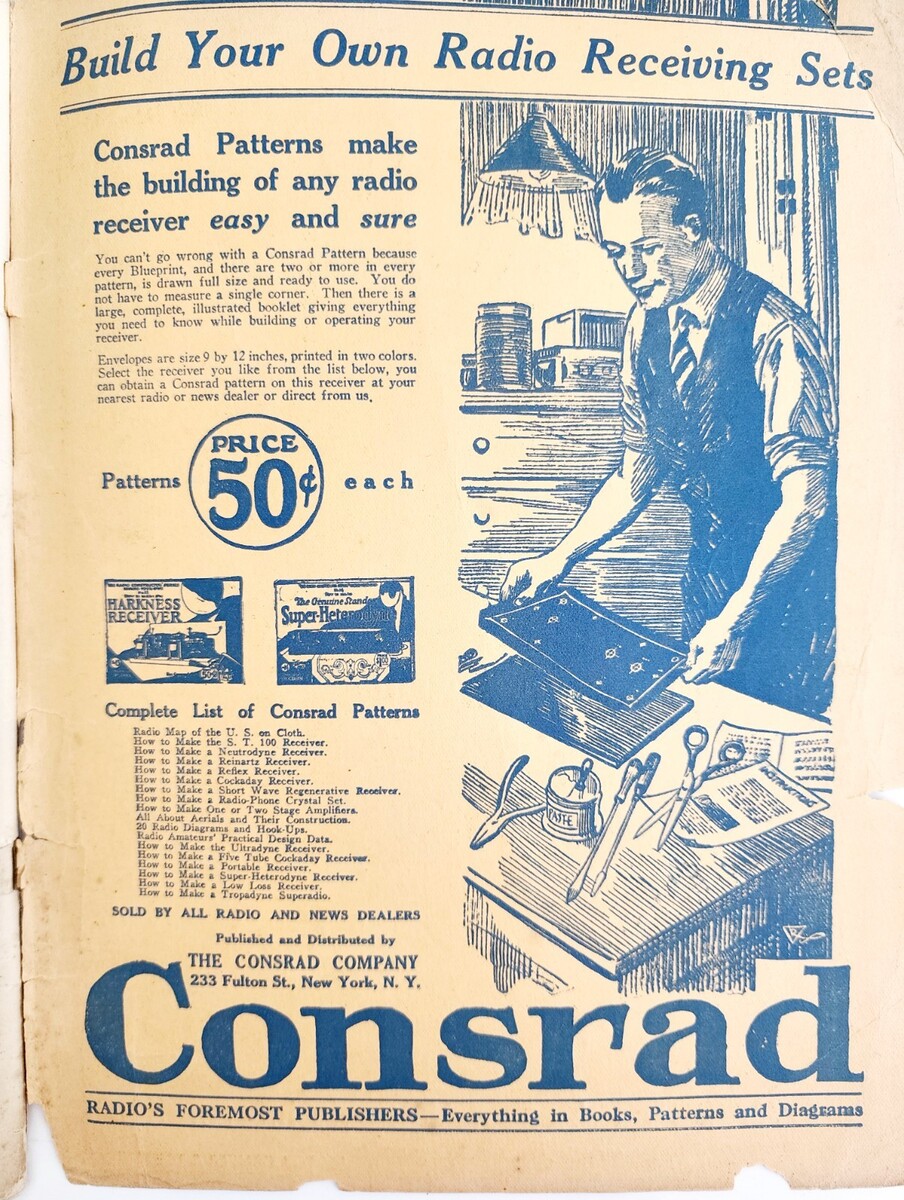 Build Your Own Radio Receiving Sets
Consrad Patterns make
the building of any radio
receiver easy and sure
You can't go wrong with a Consrad Pattern because
every Blueprint, and there are two or more in every
pattern, is drawn full size and ready to use. You do
not have to measure a single corner. Then there is a
large, complete, illustrated booklet giving everything
you need to know while building or operating your
receiver.
Envelopes are size 9 by 12 inches, printed in two colors.
Select the receiver you like from the list below, you
can obtain a Consrad pattern on this receiver at your
nearest radio or news dealer or direct from us.
Patterns
PRICE
50¢
each
HARKNESS
RECEIVER
The Genuine Standard
Super-Heterodyne
Complete List of Consrad Patterns
Radio Map of the U. S. on Cloth.
How to Make the S. T. 100 Receiver.
How to Make a Neutrodyne Receiver.
How to Make a Reinartz Receiver.
How to Make a Reflex Receiver.
How to Make a Cockaday Receiver.
How to Make a Short Wave Regenerative Receiver.
How to Make a Radio-Phone Crystal Set.
How to Make One or Two Stage Amplifiers.
All About Aerials and Their Construction.
20 Radio Diagrams and Hook-Ups.
Radio Amateurs' Practical Design Data.
How to Make the Ultradyne Receiver.
How to Make a Five Tube Cockaday Receiver.
How to Make a Portable Receiver.
How to Make a Super-Heterodyne Receiver.
How to Make a Low Loss Receiver.
How to Make a Tropadyne Superadio.
SOLD BY ALL RADIO AND NEWS DEALERS
Published and Distributed by
THE CONSRAD COMPANY
233 Fulton St., New York, N. Y.
PASTE
INSTRUCTIONS
Consrad
RADIO'S FOREMOST PUBLISHERS—Everything in Books, Patterns and Diagrams